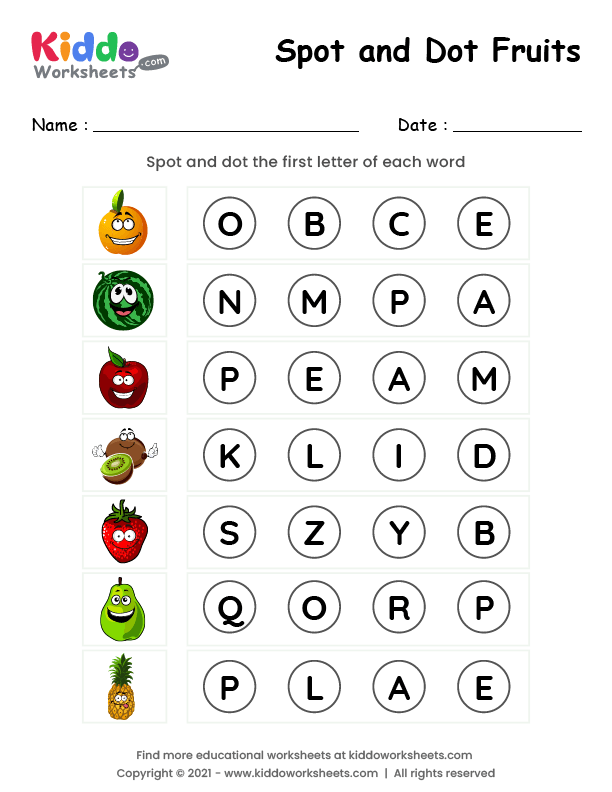 Kiddo
Worksheets.com
Spot and Dot Fruits
Name :
Date :
Spot and dot the first letter of each word
O B C E
N M P A
P E A M
K L I D
S Z Y B
Q O R P
P L A E
Find more educational worksheets at kiddoworksheets.com
Copyright © 2021 - www.kiddoworksheets.com | All rights reserved